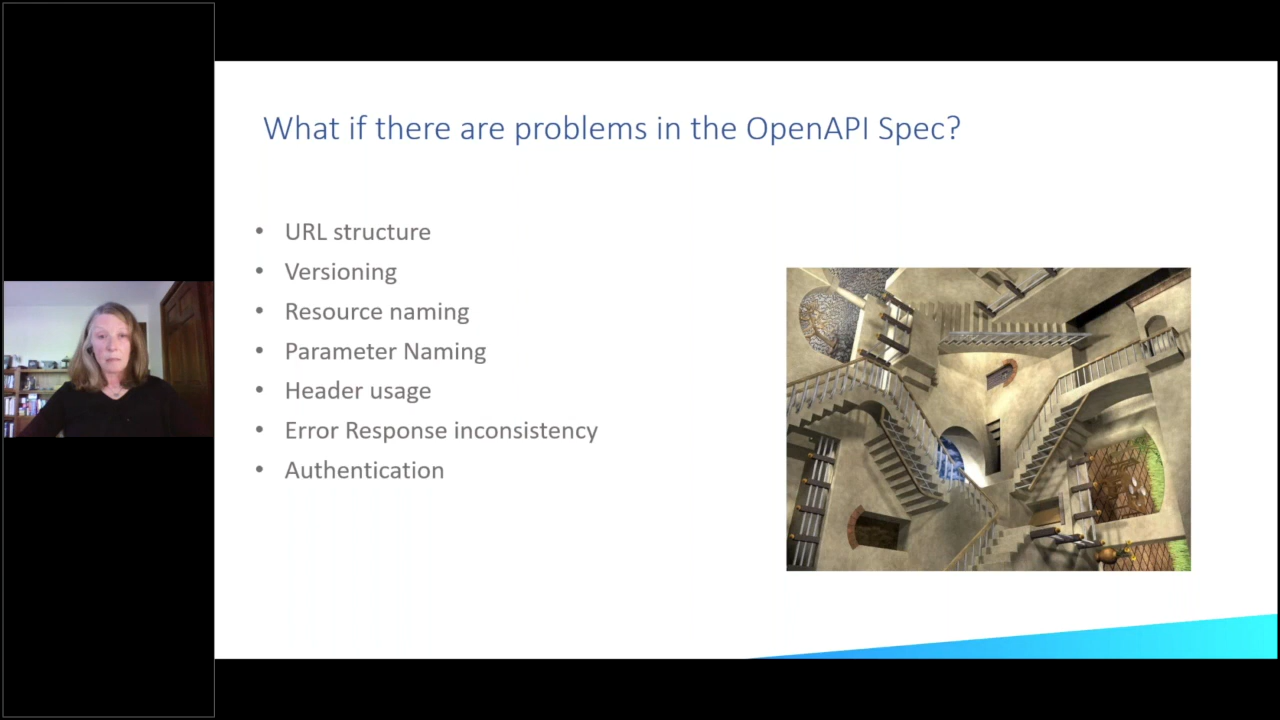 What if there are problems in the OpenAPI Spec?
• URL structure
• Versioning
• Resource naming
• Parameter Naming
• Header usage
• Error Response inconsistency
• Authentication